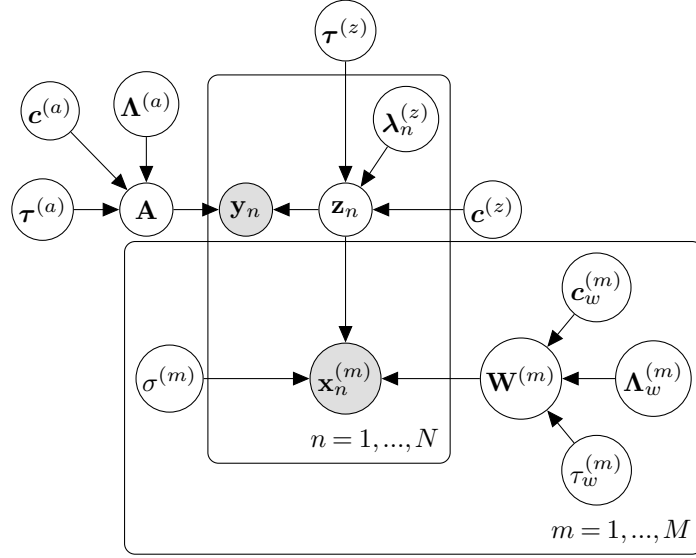 𝝉^(z)
𝒄^(a)
𝚲^(a)
𝝀_n^(z)
𝝉^(a)
𝐀
𝐲_n
𝐳_n
𝒄^(z)
𝒄_w^(m)
σ^(m)
𝐱_n^(m)
𝐖^(m)
𝚲_w^(m)
n = 1, ..., N
τ_w^(m)
m = 1, ..., M